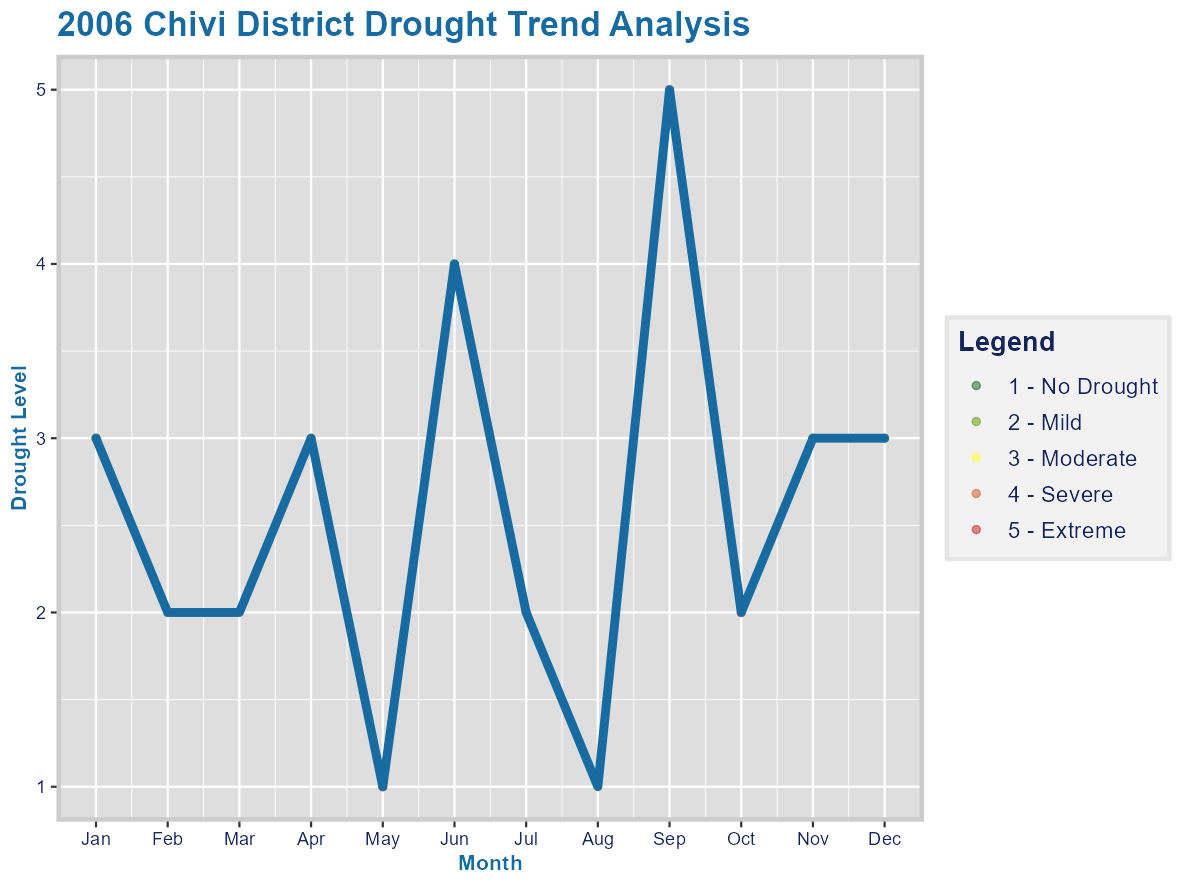 2006 Chivi District Drought Trend Analysis
Drought Level
5
4
3
2
1
Jan Feb Mar Apr May Jun Jul Aug Sep Oct Nov Dec
Month
Legend
1 - No Drought
2 - Mild
3 - Moderate
4 - Severe
5 - Extreme